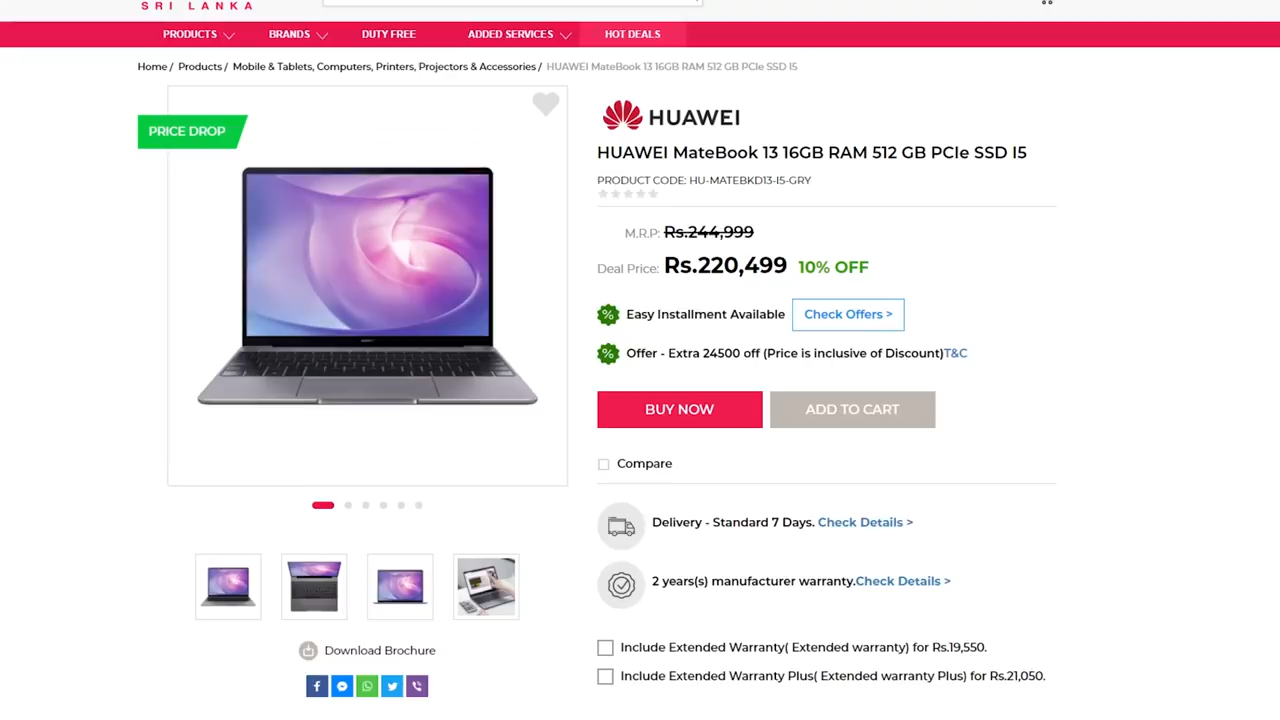 SRI LANKA
PRODUCTS BRANDS DUTY FREE ADDED SERVICES HOT DEALS
Home / Products / Mobile & Tablets, Computers, Printers, Projectors & Accessories / HUAWEI MateBook 13 16GB RAM 512 GB PCIe SSD I5
PRICE DROP
HUAWEI
HUAWEI MateBook 13 16GB RAM 512 GB PCIe SSD I5
PRODUCT CODE: HU-MATEBKD13-I5-GRY
M.R.P: Rs.244,999
Deal Price: Rs.220,499 10% OFF
% Easy Installment Available Check Offers >
% Offer - Extra 24500 off (Price is inclusive of Discount)T&C
BUY NOW ADD TO CART
Compare
Delivery - Standard 7 Days. Check Details >
2 years(s) manufacturer warranty.Check Details >
Download Brochure
Include Extended Warranty( Extended warranty) for Rs.19,550.
Include Extended Warranty Plus( Extended warranty Plus) for Rs.21,050.